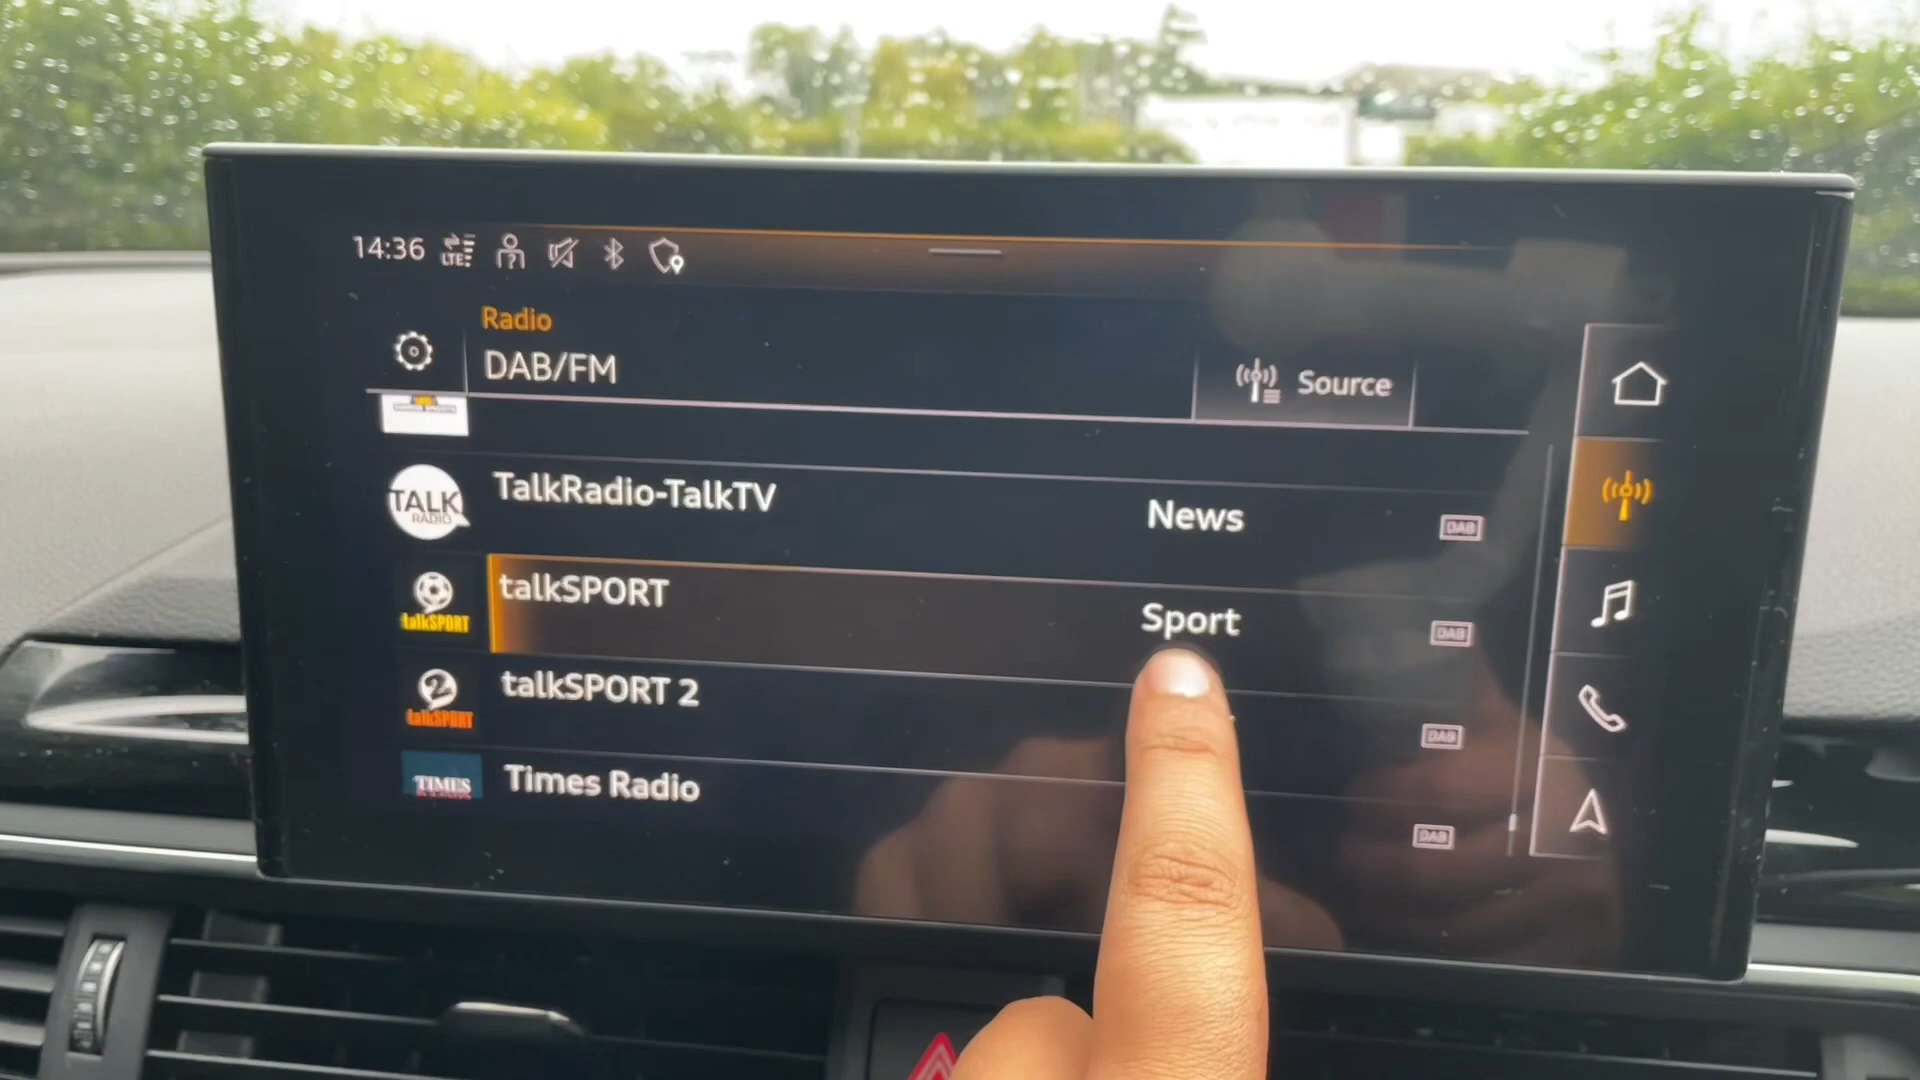 14:36
LTE
Radio
DAB/FM
Source
TALK
RADIO
TalkRadio-TalkTV
News
DAB
talkSPORT
talkSPORT
Sport
DAB
2
talkSPORT
talkSPORT 2
DAB
TIMES
Times Radio
DAB